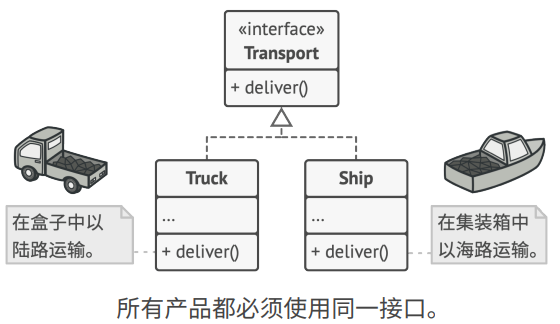 «interface»
Transport
+ deliver()
Truck
...
+ deliver()
Ship
...
+ deliver()
在盒子中以
陆路运输。
在集装箱中
以海路运输。
所有产品都必须使用同一接口。